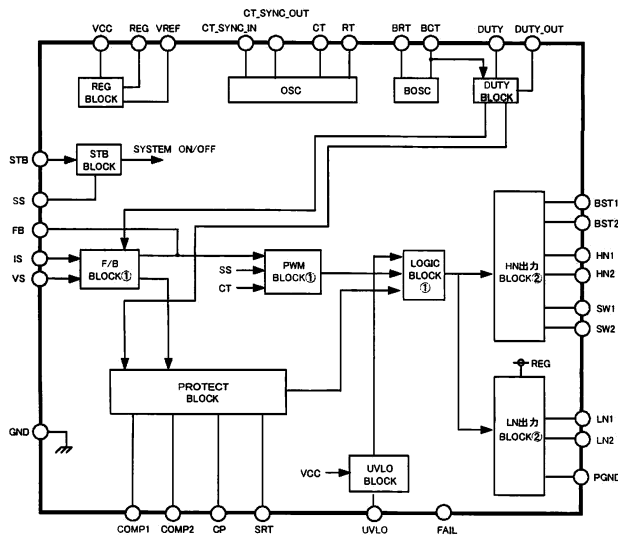 CT_SYNC_OUT
VCC
REG
VREF
CT_SYNC_IN
CT
RT
BRT
BCT
DUTY
DUTY_OUT
REG
BLOCK
OSC
BOSC
DUTY
BLOCK
STB
STB
BLOCK
SYSTEM ON/OFF
SS
FB
IS
VS
F/B
BLOCK①
SS
CT
PWM
BLOCK①
LOGIC
BLOCK
①
HN出力
BLOCK②
BST1
BST2
HN1
HN2
SW1
SW2
REG
PROTECT
BLOCK
LN出力
BLOCK②
LN1
LN2
PGND
GND
VCC
UVLO
BLOCK
COMP1
COMP2
CP
SRT
UVLO
FAIL